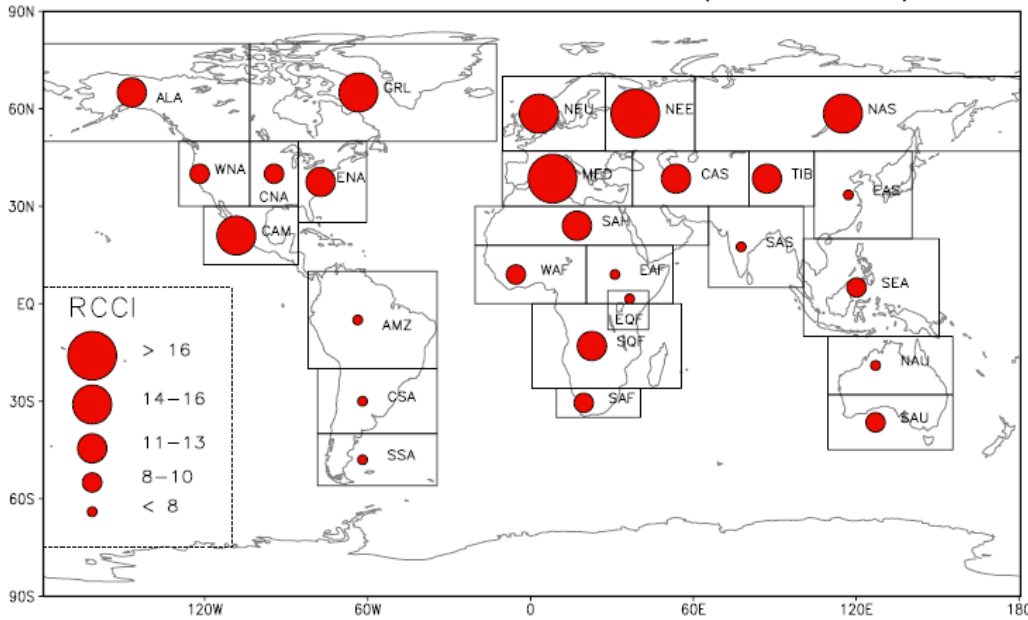 90N
60N
30N
EQ
30S
60S
90S
120W
60W
0
60E
120E
180
ALA
GRL
NEU
NEE
NAS
WNA
CNA
ENA
MED
CAS
TIB
EAS
CAM
SAH
SAS
WAF
EAF
SEA
AMZ
EQF
SQF
NAU
CSA
SAF
SAU
SSA
RCCI
> 16
14-16
11-13
8-10
< 8